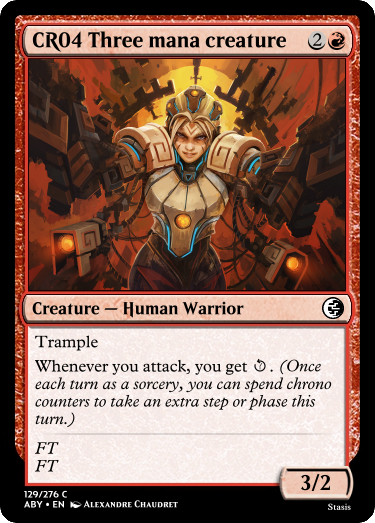 CR04 Three mana creature 2
Creature — Human Warrior
Trample
Whenever you attack, you get . (Once
each turn as a sorcery, you can spend chrono
counters to take an extra step or phase this
turn.)
FT
FT
3/2
129/276 C
ABY • EN Alexandre Chaudret
Stasis